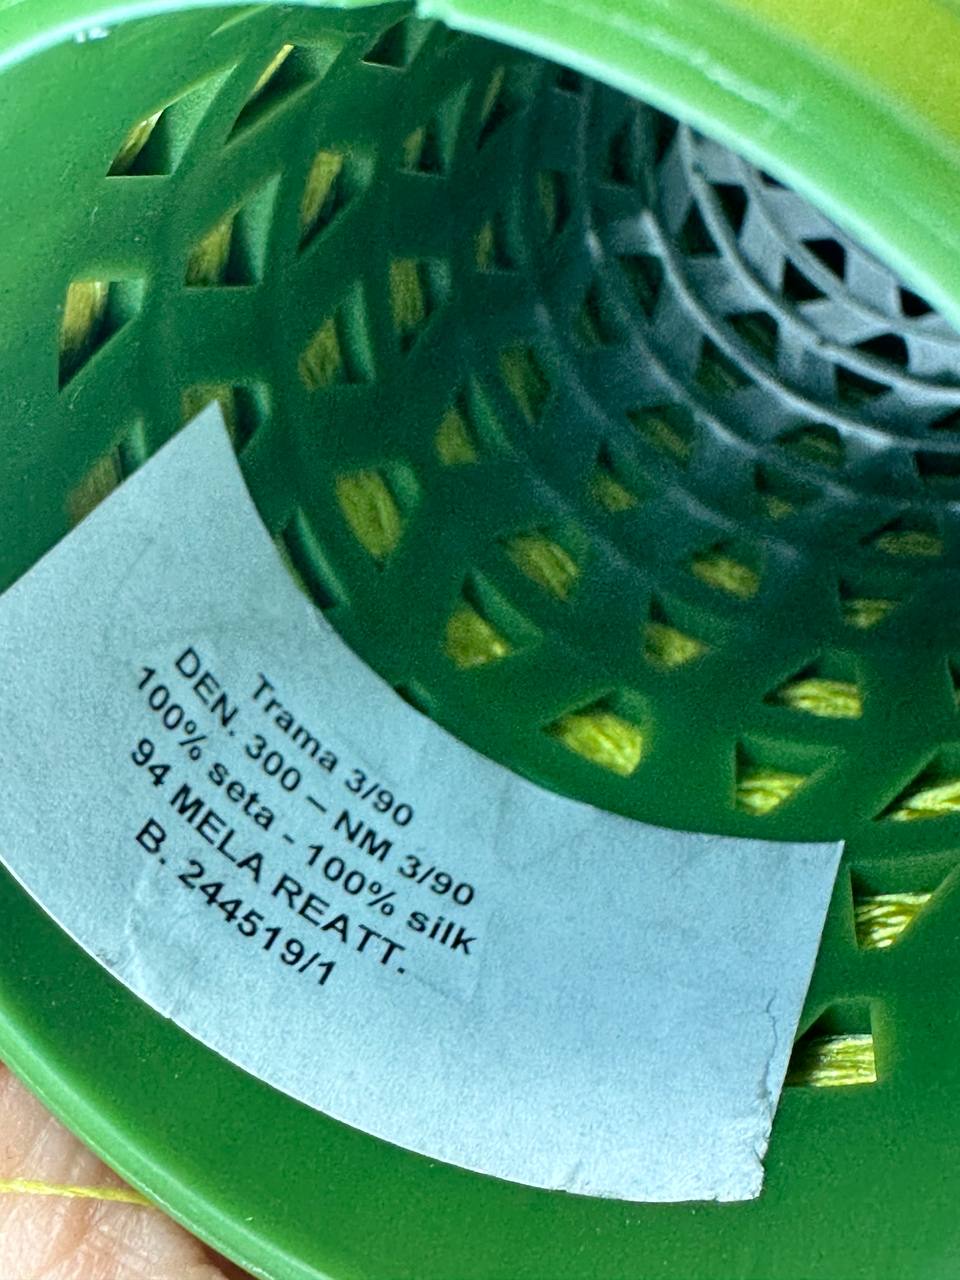 Trama 3/90
DEN. 300 – NM 3/90
100% seta - 100% silk
94 MELA REATT.
B. 244519/1